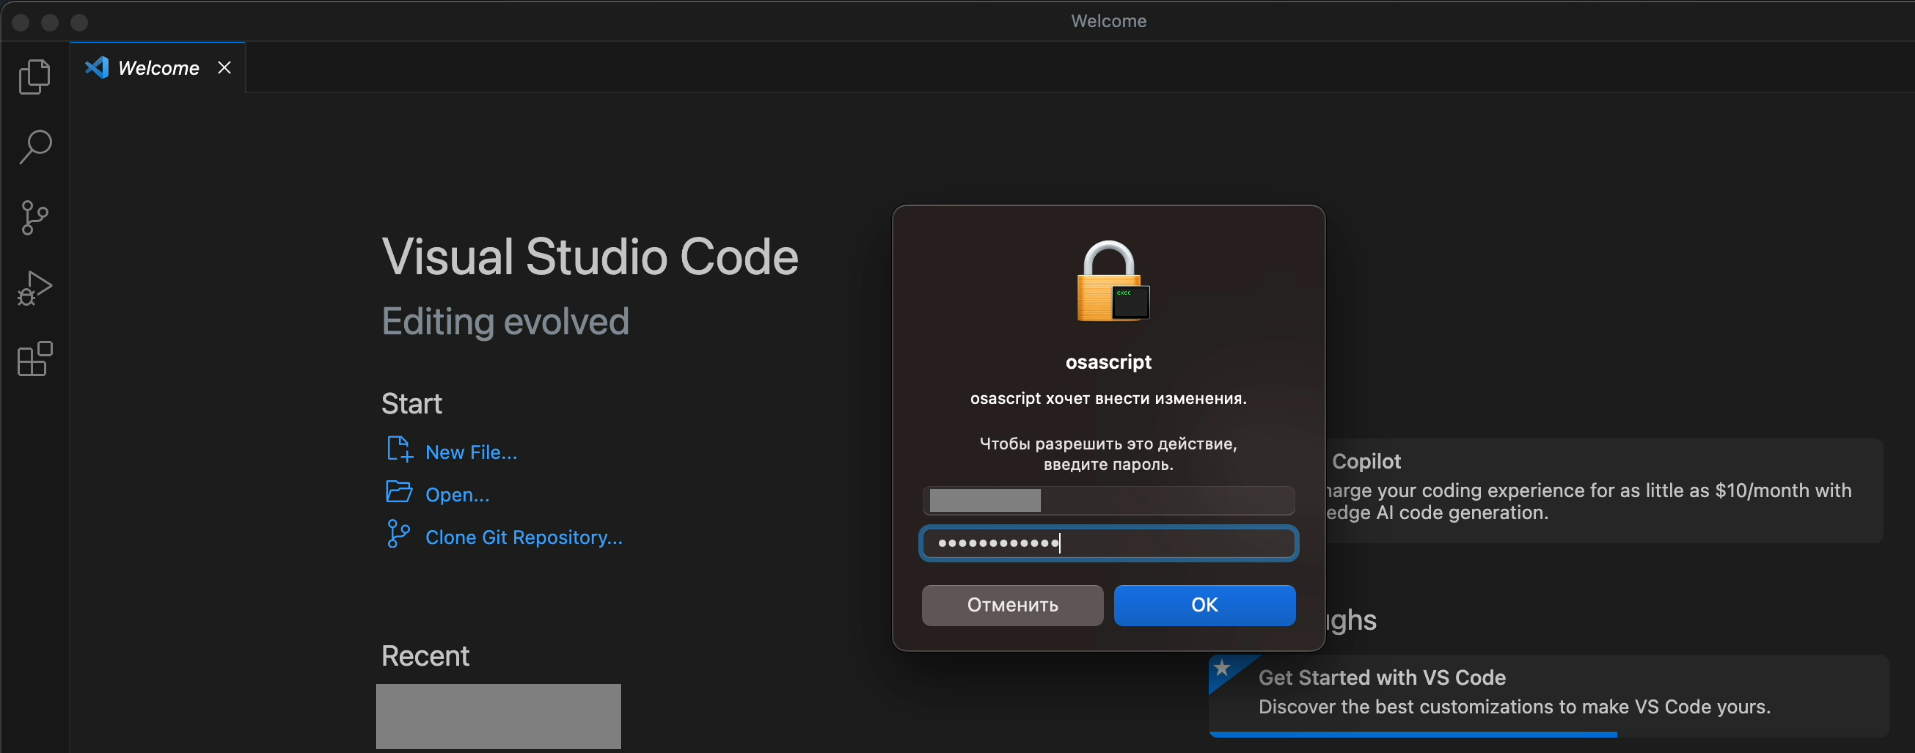 Welcome
Welcome
Visual Studio Code
Editing evolved
Start
New File...
Open...
Clone Git Repository...
Recent
exec
osascript
osascript хочет внести изменения.
Чтобы разрешить это действие,
введите пароль.
••••••••••••
Отменить
OK
Copilot
harge your coding experience for as little as $10/month with
edge AI code generation.
ughs
Get Started with VS Code
Discover the best customizations to make VS Code yours.